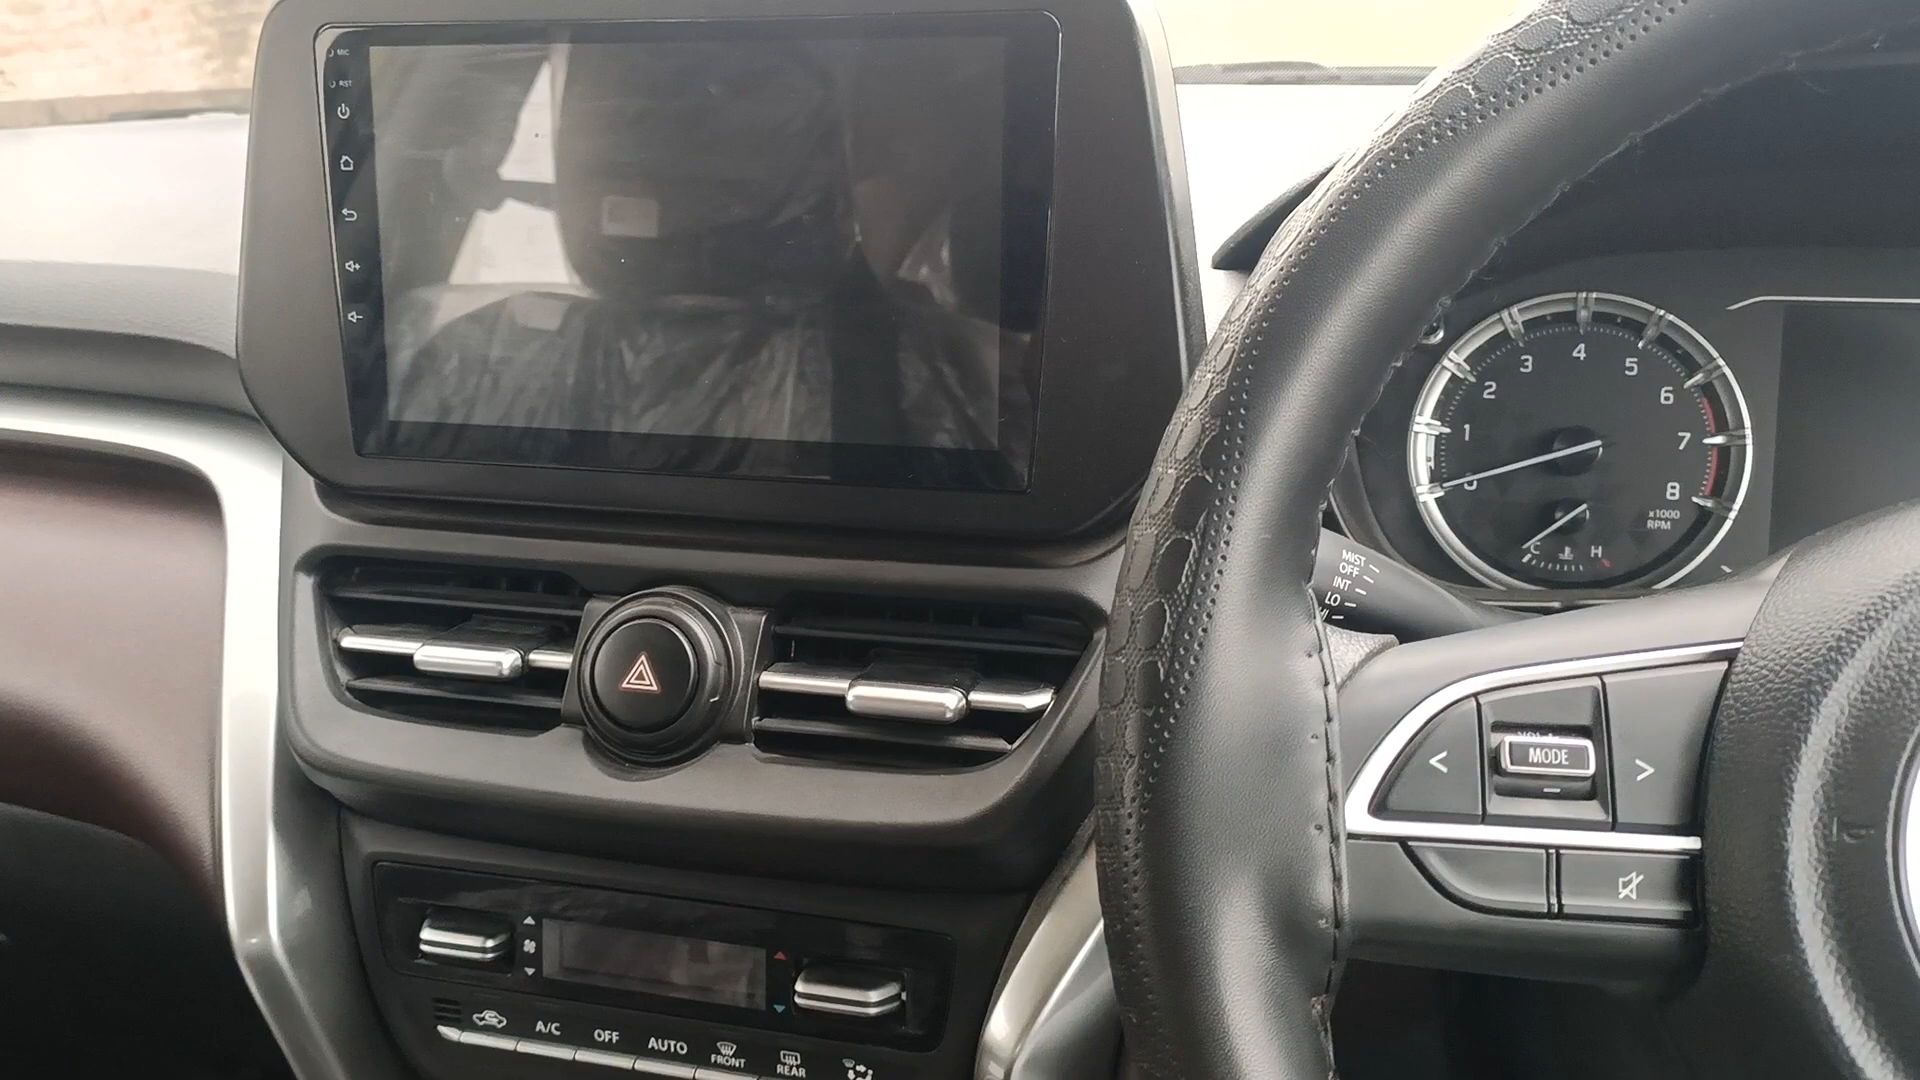 MIC
RST
1
2
3
4
5
6
7
8
x1000
RPM
C
H
MIST
OFF
INT
LO
HI
<
MODE
>
A/C
OFF
AUTO
FRONT
REAR